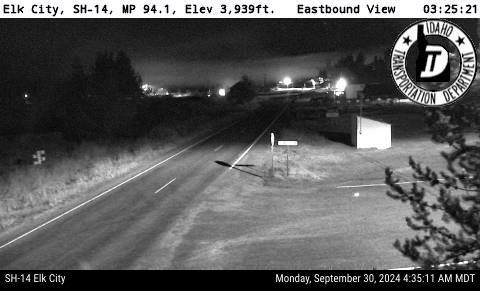 Elk City, SH-14, MP 94.1, Elev 3,939ft. Eastbound View 03:25:21
IDAHO
TRANSPORTATION DEPARTMENT
SH-14 Elk City Monday, September 30, 2024 4:35:11 AM MDT